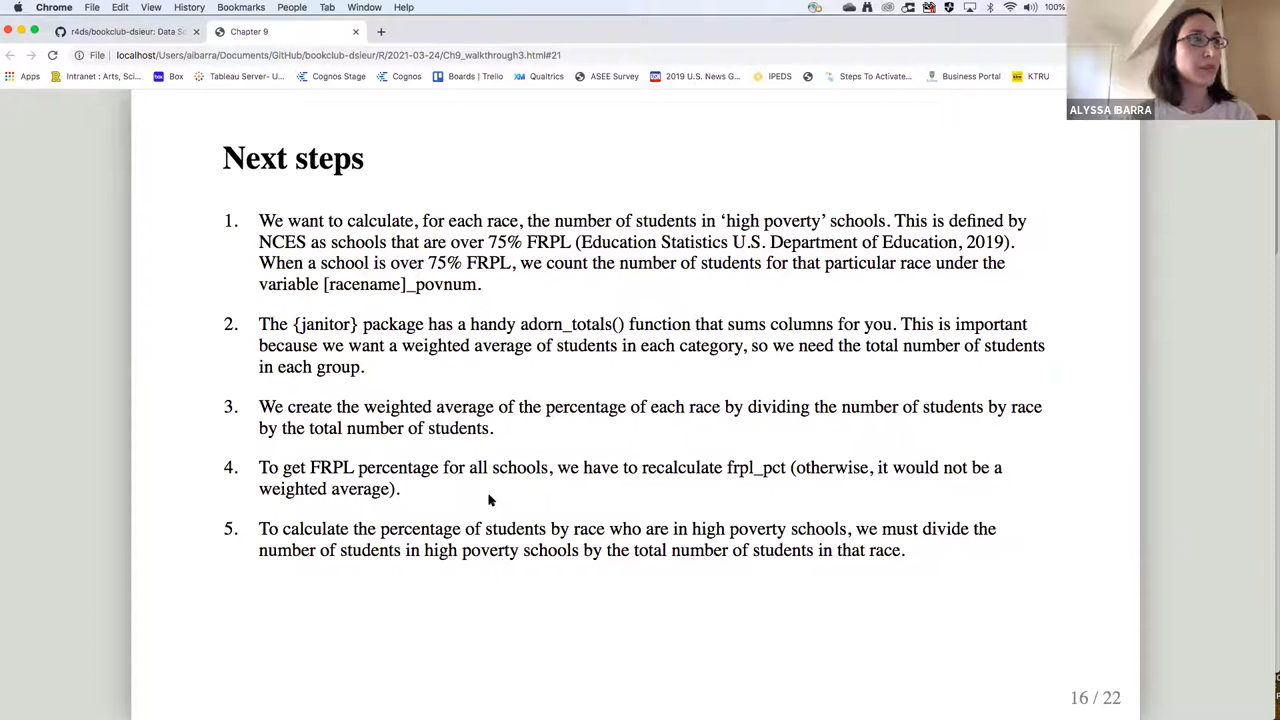 Chrome File Edit View History Bookmarks People Tab Window Help 100%
r4ds/bookclub-dsieur: Data Sc × Chapter 9 × +
File localhost/Users/aibarra/Documents/GitHub/bookclub-dsieur/R/2021-03-24/Ch9_walkthrough3.html#21
Apps Intranet : Arts, Sci... Box Tableau Server- U... Cognos Stage Cognos Boards | Trello Qualtrics ASEE Survey 2019 U.S. News G... IPEDS Steps To Activate... Business Portal KTRU
ALYSSA IBARRA
Next steps
1. We want to calculate, for each race, the number of students in ‘high poverty’ schools. This is defined by
NCES as schools that are over 75% FRPL (Education Statistics U.S. Department of Education, 2019).
When a school is over 75% FRPL, we count the number of students for that particular race under the
variable [racename]_povnum.
2. The {janitor} package has a handy adorn_totals() function that sums columns for you. This is important
because we want a weighted average of students in each category, so we need the total number of students
in each group.
3. We create the weighted average of the percentage of each race by dividing the number of students by race
by the total number of students.
4. To get FRPL percentage for all schools, we have to recalculate frpl_pct (otherwise, it would not be a
weighted average).
5. To calculate the percentage of students by race who are in high poverty schools, we must divide the
number of students in high poverty schools by the total number of students in that race.
16 / 22